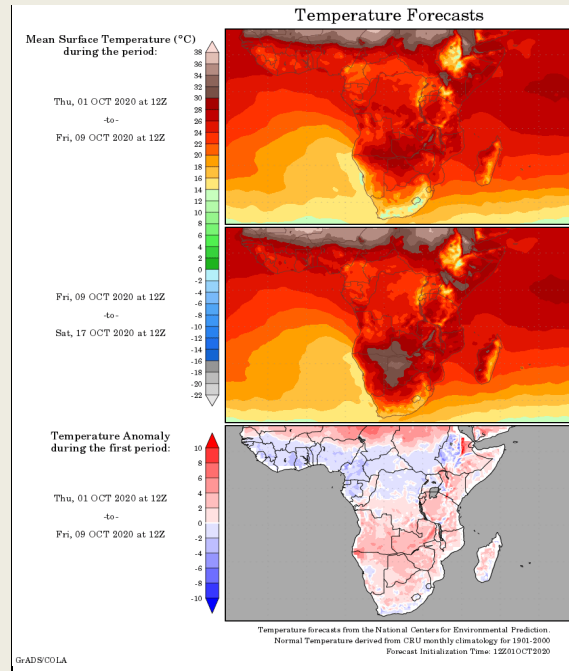 Temperature Forecasts
Mean Surface Temperature (°C)
during the period:
Thu, 01 OCT 2020 at 12Z
-to-
Fri, 09 OCT 2020 at 12Z
38
36
34
32
30
28
26
24
22
20
18
16
14
12
10
8
6
4
2
0
-2
-4
-6
-8
-10
-12
-14
-16
-18
-20
-22
Fri, 09 OCT 2020 at 12Z
-to-
Sat, 17 OCT 2020 at 12Z
Temperature Anomaly
during the first period:
Thu, 01 OCT 2020 at 12Z
-to-
Fri, 09 OCT 2020 at 12Z
10
8
6
4
2
0
-2
-4
-6
-8
-10
Temperature forecasts from the National Centers for Environmental Prediction.
Normal Temperature derived from CRU monthly climatology for 1901-2000
Forecast Initialization Time: 12Z01OCT2020
GrADS/COLA